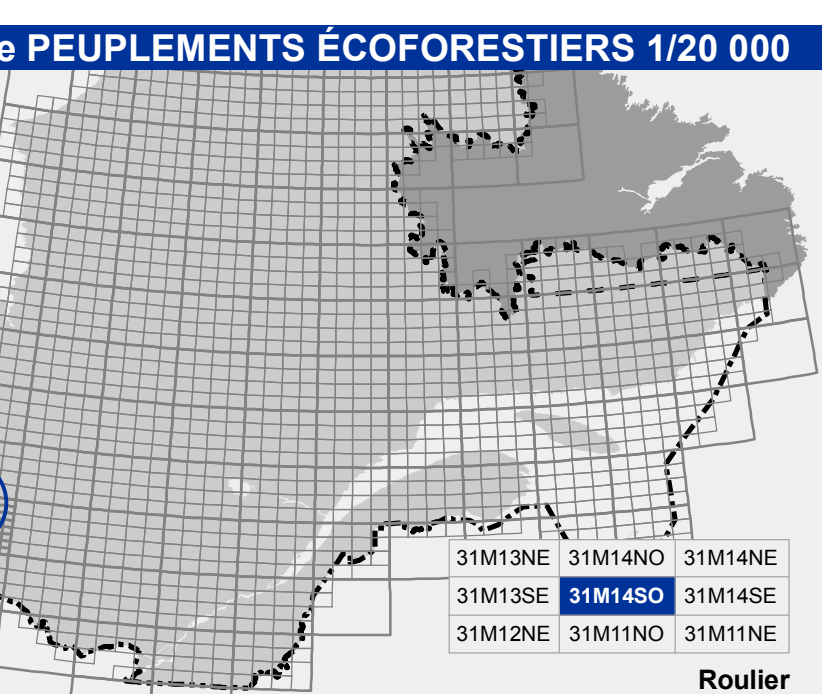 e PEUPLEMENTS ÉCOFORESTIERS 1/20 000
31M13NE 31M14NO 31M14NE
31M13SE 31M14SO 31M14SE
31M12NE 31M11NO 31M11NE
Roulier